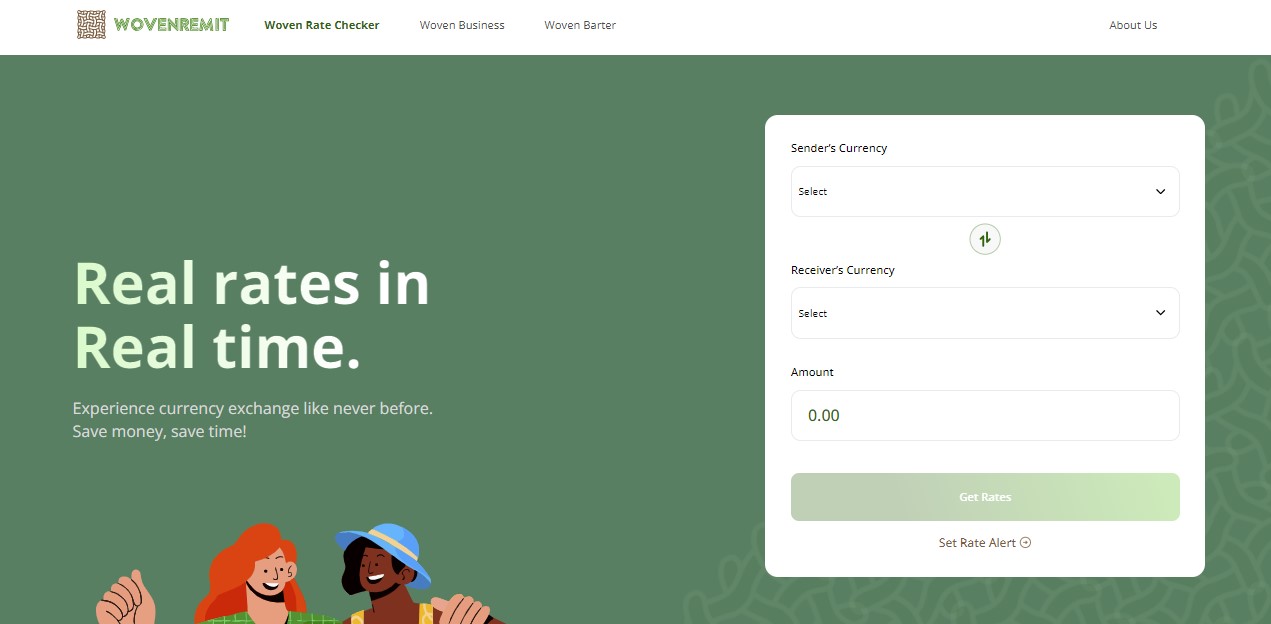 WOVENREMIT
Woven Rate Checker
Woven Business
Woven Barter
About Us
Real rates in
Real time.
Experience currency exchange like never before.
Save money, save time!
Sender's Currency
Select
Receiver's Currency
Select
Amount
0.00
Get Rates
Set Rate Alert